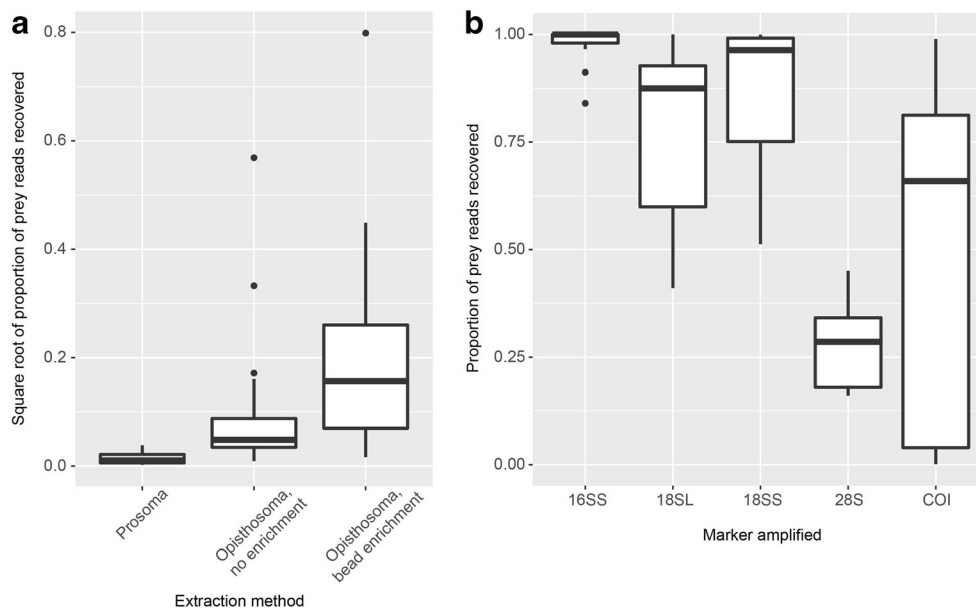 a
Square root of proportion of prey reads recovered
0.8
0.6
0.4
0.2
0.0
Prosoma
Opisthosoma,
no enrichment
Opisthosoma,
bead enrichment
Extraction method
b
Proportion of prey reads recovered
1.00
0.75
0.50
0.25
0.00
16SS
18SL
18SS
28S
COI
Marker amplified